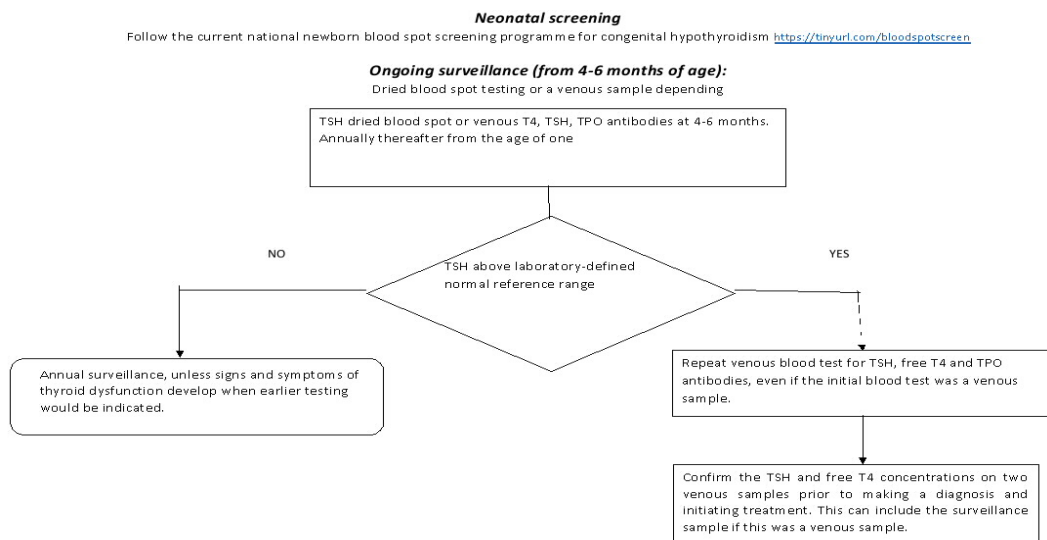 Neonatal screening
Follow the current national newborn blood spot screening programme for congenital hypothyroidism https://tinyurl.com/bloodspotscreen
Ongoing surveillance (from 4-6 months of age):
Dried blood spot testing or a venous sample depending
TSH dried blood spot or venous T4, TSH, TPO antibodies at 4-6 months.
Annually thereafter from the age of one
NO
YES
TSH above laboratory-defined
normal reference range
Annual surveillance, unless signs and symptoms of
thyroid dysfunction develop when earlier testing
would be indicated.
Repeat venous blood test for TSH, free T4 and TPO
antibodies, even if the initial blood test was a venous
sample.
Confirm the TSH and free T4 concentrations on two
venous samples prior to making a diagnosis and
initiating treatment. This can include the surveillance
sample if this was a venous sample.